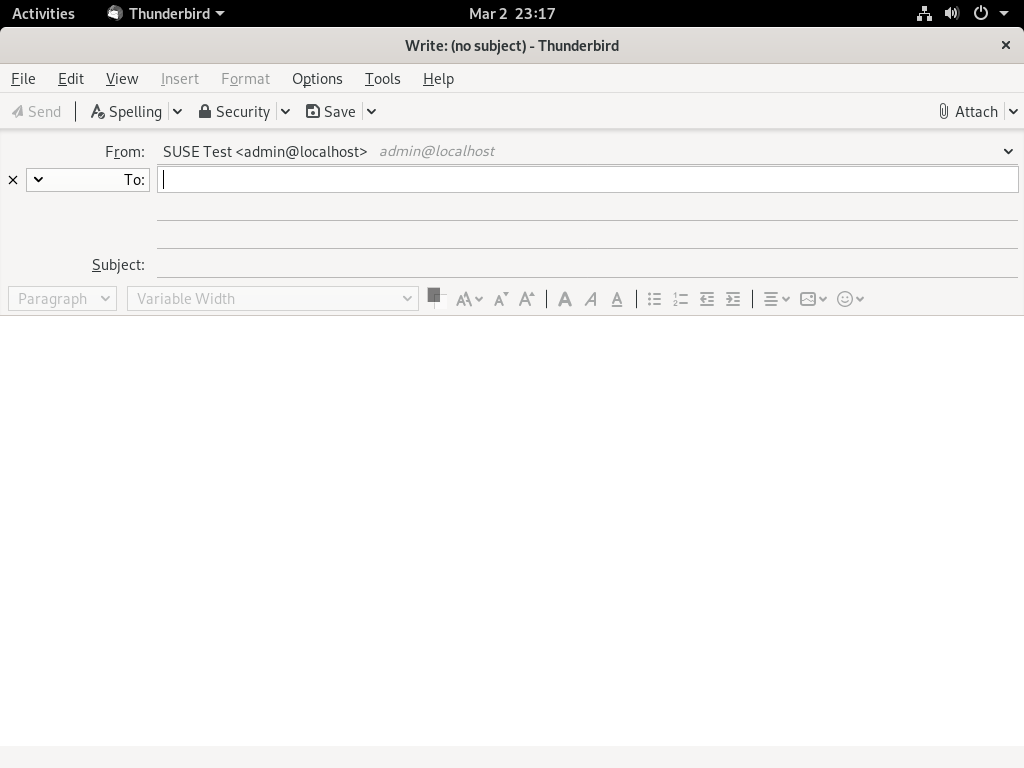 Activities Thunderbird Mar 2 23:17
Write: (no subject) - Thunderbird
File Edit View Insert Format Options Tools Help
Send Spelling Security Save Attach
From: SUSE Test <admin@localhost> admin@localhost
To:
Subject:
Paragraph Variable Width